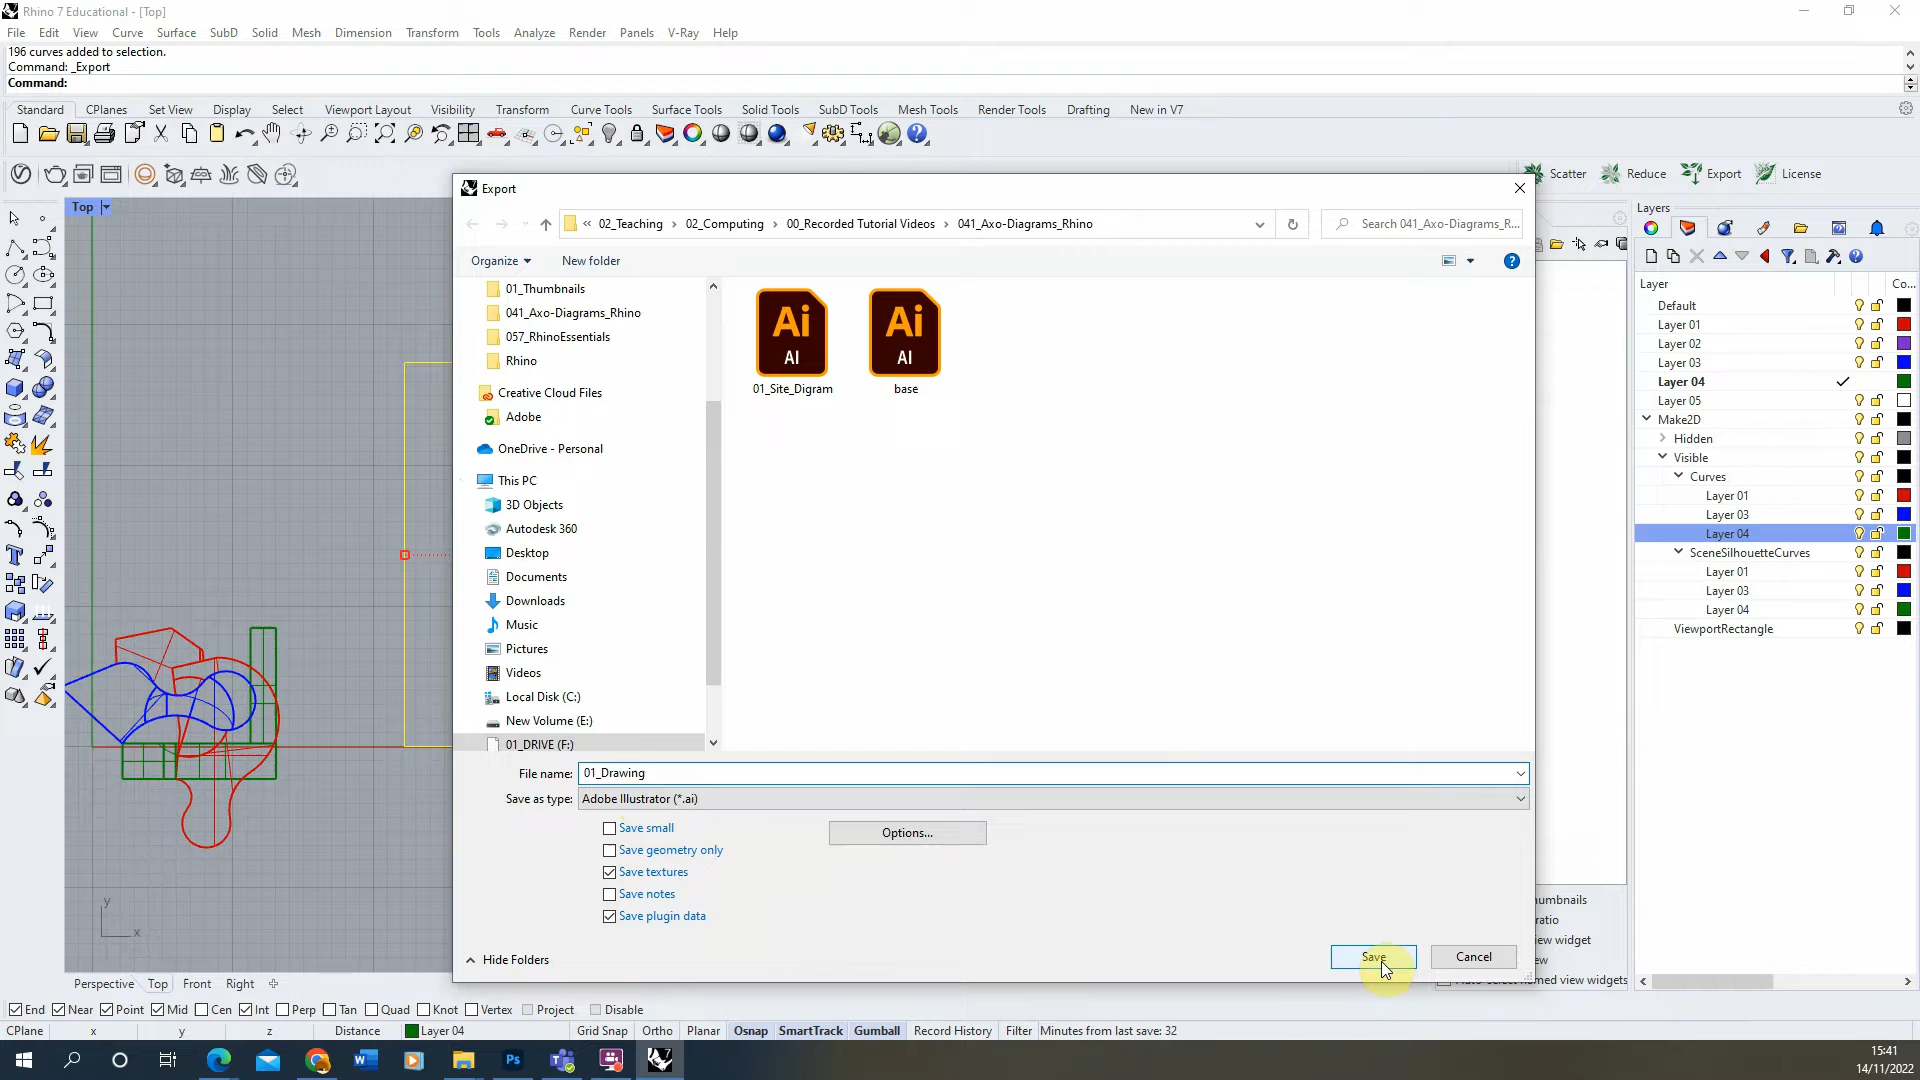 Rhino 7 Educational - [Top]
File Edit View Curve Surface SubD Solid Mesh Dimension Transform Tools Analyze Render Panels V-Ray Help
196 curves added to selection.
Command: _Export
Command:
Standard CPlanes Set View Display Select Viewport Layout Visibility Transform Curve Tools Surface Tools Solid Tools SubD Tools Mesh Tools Render Tools Drafting New in V7
Scatter Reduce Export License
Top
Export
« 02_Teaching › 02_Computing › 00_Recorded Tutorial Videos › 041_Axo-Diagrams_Rhino
Search 041_Axo-Diagrams_R...
Organize New folder
01_Thumbnails
041_Axo-Diagrams_Rhino
057_RhinoEssentials
Rhino
Creative Cloud Files
Adobe
OneDrive - Personal
This PC
3D Objects
Autodesk 360
Desktop
Documents
Downloads
Music
Pictures
Videos
Local Disk (C:)
New Volume (E:)
01_DRIVE (F:)
Ai Ai
AI AI
01_Site_Digram base
File name: 01_Drawing
Save as type: Adobe Illustrator (*.ai)
Save small
Options...
Save geometry only
Save textures
Save notes
Save plugin data
Hide Folders
Save Cancel
Layers
Layer Co...
Default
Layer 01
Layer 02
Layer 03
Layer 04
Layer 05
Make2D
Hidden
Visible
Curves
Layer 01
Layer 03
Layer 04
SceneSilhouetteCurves
Layer 01
Layer 03
Layer 04
ViewportRectangle
umbnails
ratio
ew widget
ew
named view widgets
y
x
Perspective Top Front Right
End Near Point Mid Cen Int Perp Tan Quad Knot Vertex Project Disable
CPlane x y z Distance Layer 04 Grid Snap Ortho Planar Osnap SmartTrack Gumball Record History Filter Minutes from last save: 32
15:41
14/11/2022